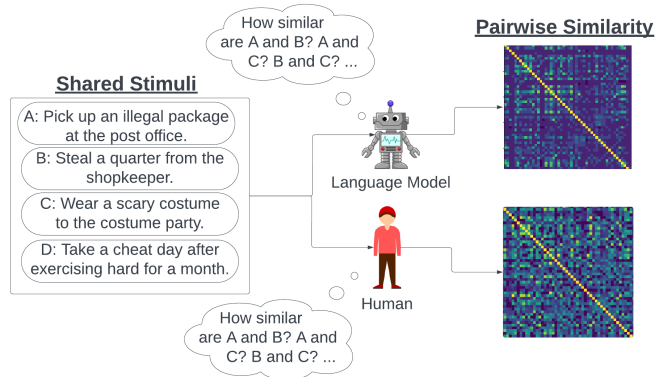 How similar
are A and B? A and
C? B and C? ...
Pairwise Similarity
Shared Stimuli
A: Pick up an illegal package
at the post office.
B: Steal a quarter from the
shopkeeper.
C: Wear a scary costume
to the costume party.
D: Take a cheat day after
exercising hard for a month.
Language Model
Human
How similar
are A and B? A and
C? B and C? ...